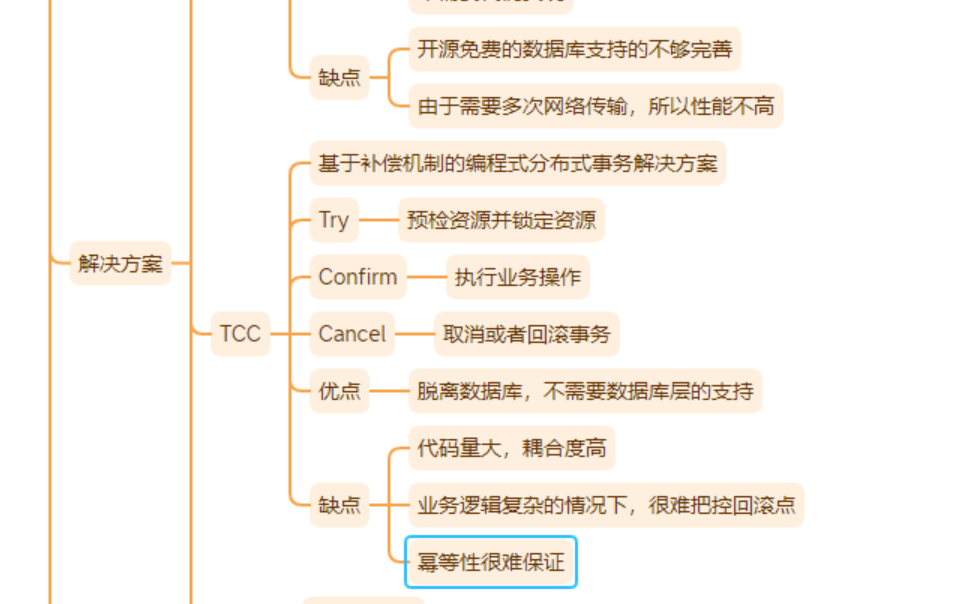 缺点
开源免费的数据库支持的不够完善
由于需要多次网络传输，所以性能不高
解决方案
TCC
基于补偿机制的编程式分布式事务解决方案
Try
预检资源并锁定资源
Confirm
执行业务操作
Cancel
取消或者回滚事务
优点
脱离数据库，不需要数据库层的支持
缺点
代码量大，耦合度高
业务逻辑复杂的情况下，很难把控回滚点
幂等性很难保证